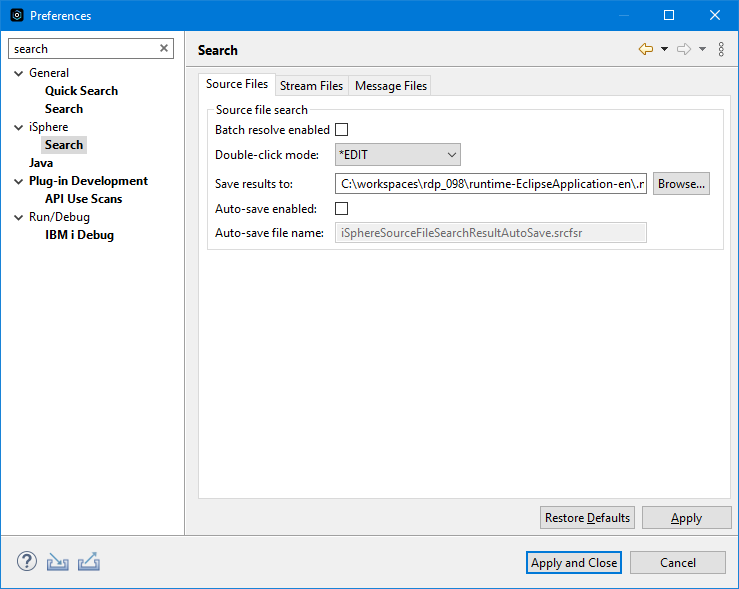 Preferences
search
General
Quick Search
Search
iSphere
Search
Java
Plug-in Development
API Use Scans
Run/Debug
IBM i Debug
Search
Source Files Stream Files Message Files
Source file search
Batch resolve enabled
Double-click mode: *EDIT
Save results to: C:\workspaces\rdp_098\runtime-EclipseApplication-en\.r Browse...
Auto-save enabled:
Auto-save file name: iSphereSourceFileSearchResultAutoSave.srcfsr
Restore Defaults Apply
Apply and Close Cancel